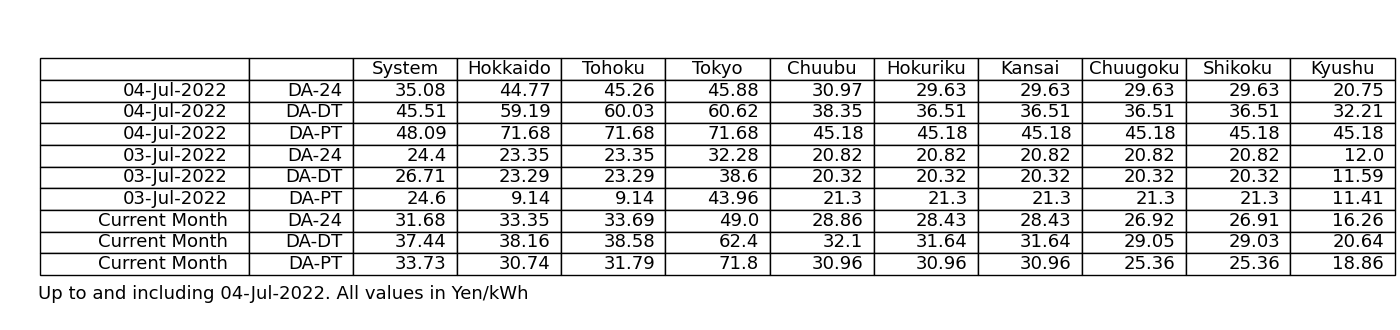 System Hokkaido Tohoku Tokyo Chuubu Hokuriku Kansai Chuugoku Shikoku Kyushu
04-Jul-2022 DA-24 35.08 44.77 45.26 45.88 30.97 29.63 29.63 29.63 29.63 20.75
04-Jul-2022 DA-DT 45.51 59.19 60.03 60.62 38.35 36.51 36.51 36.51 36.51 32.21
04-Jul-2022 DA-PT 48.09 71.68 71.68 71.68 45.18 45.18 45.18 45.18 45.18 45.18
03-Jul-2022 DA-24 24.4 23.35 23.35 32.28 20.82 20.82 20.82 20.82 20.82 12.0
03-Jul-2022 DA-DT 26.71 23.29 23.29 38.6 20.32 20.32 20.32 20.32 20.32 11.59
03-Jul-2022 DA-PT 24.6 9.14 9.14 43.96 21.3 21.3 21.3 21.3 21.3 11.41
Current Month DA-24 31.68 33.35 33.69 49.0 28.86 28.43 28.43 26.92 26.91 16.26
Current Month DA-DT 37.44 38.16 38.58 62.4 32.1 31.64 31.64 29.05 29.03 20.64
Current Month DA-PT 33.73 30.74 31.79 71.8 30.96 30.96 30.96 25.36 25.36 18.86
Up to and including 04-Jul-2022. All values in Yen/kWh